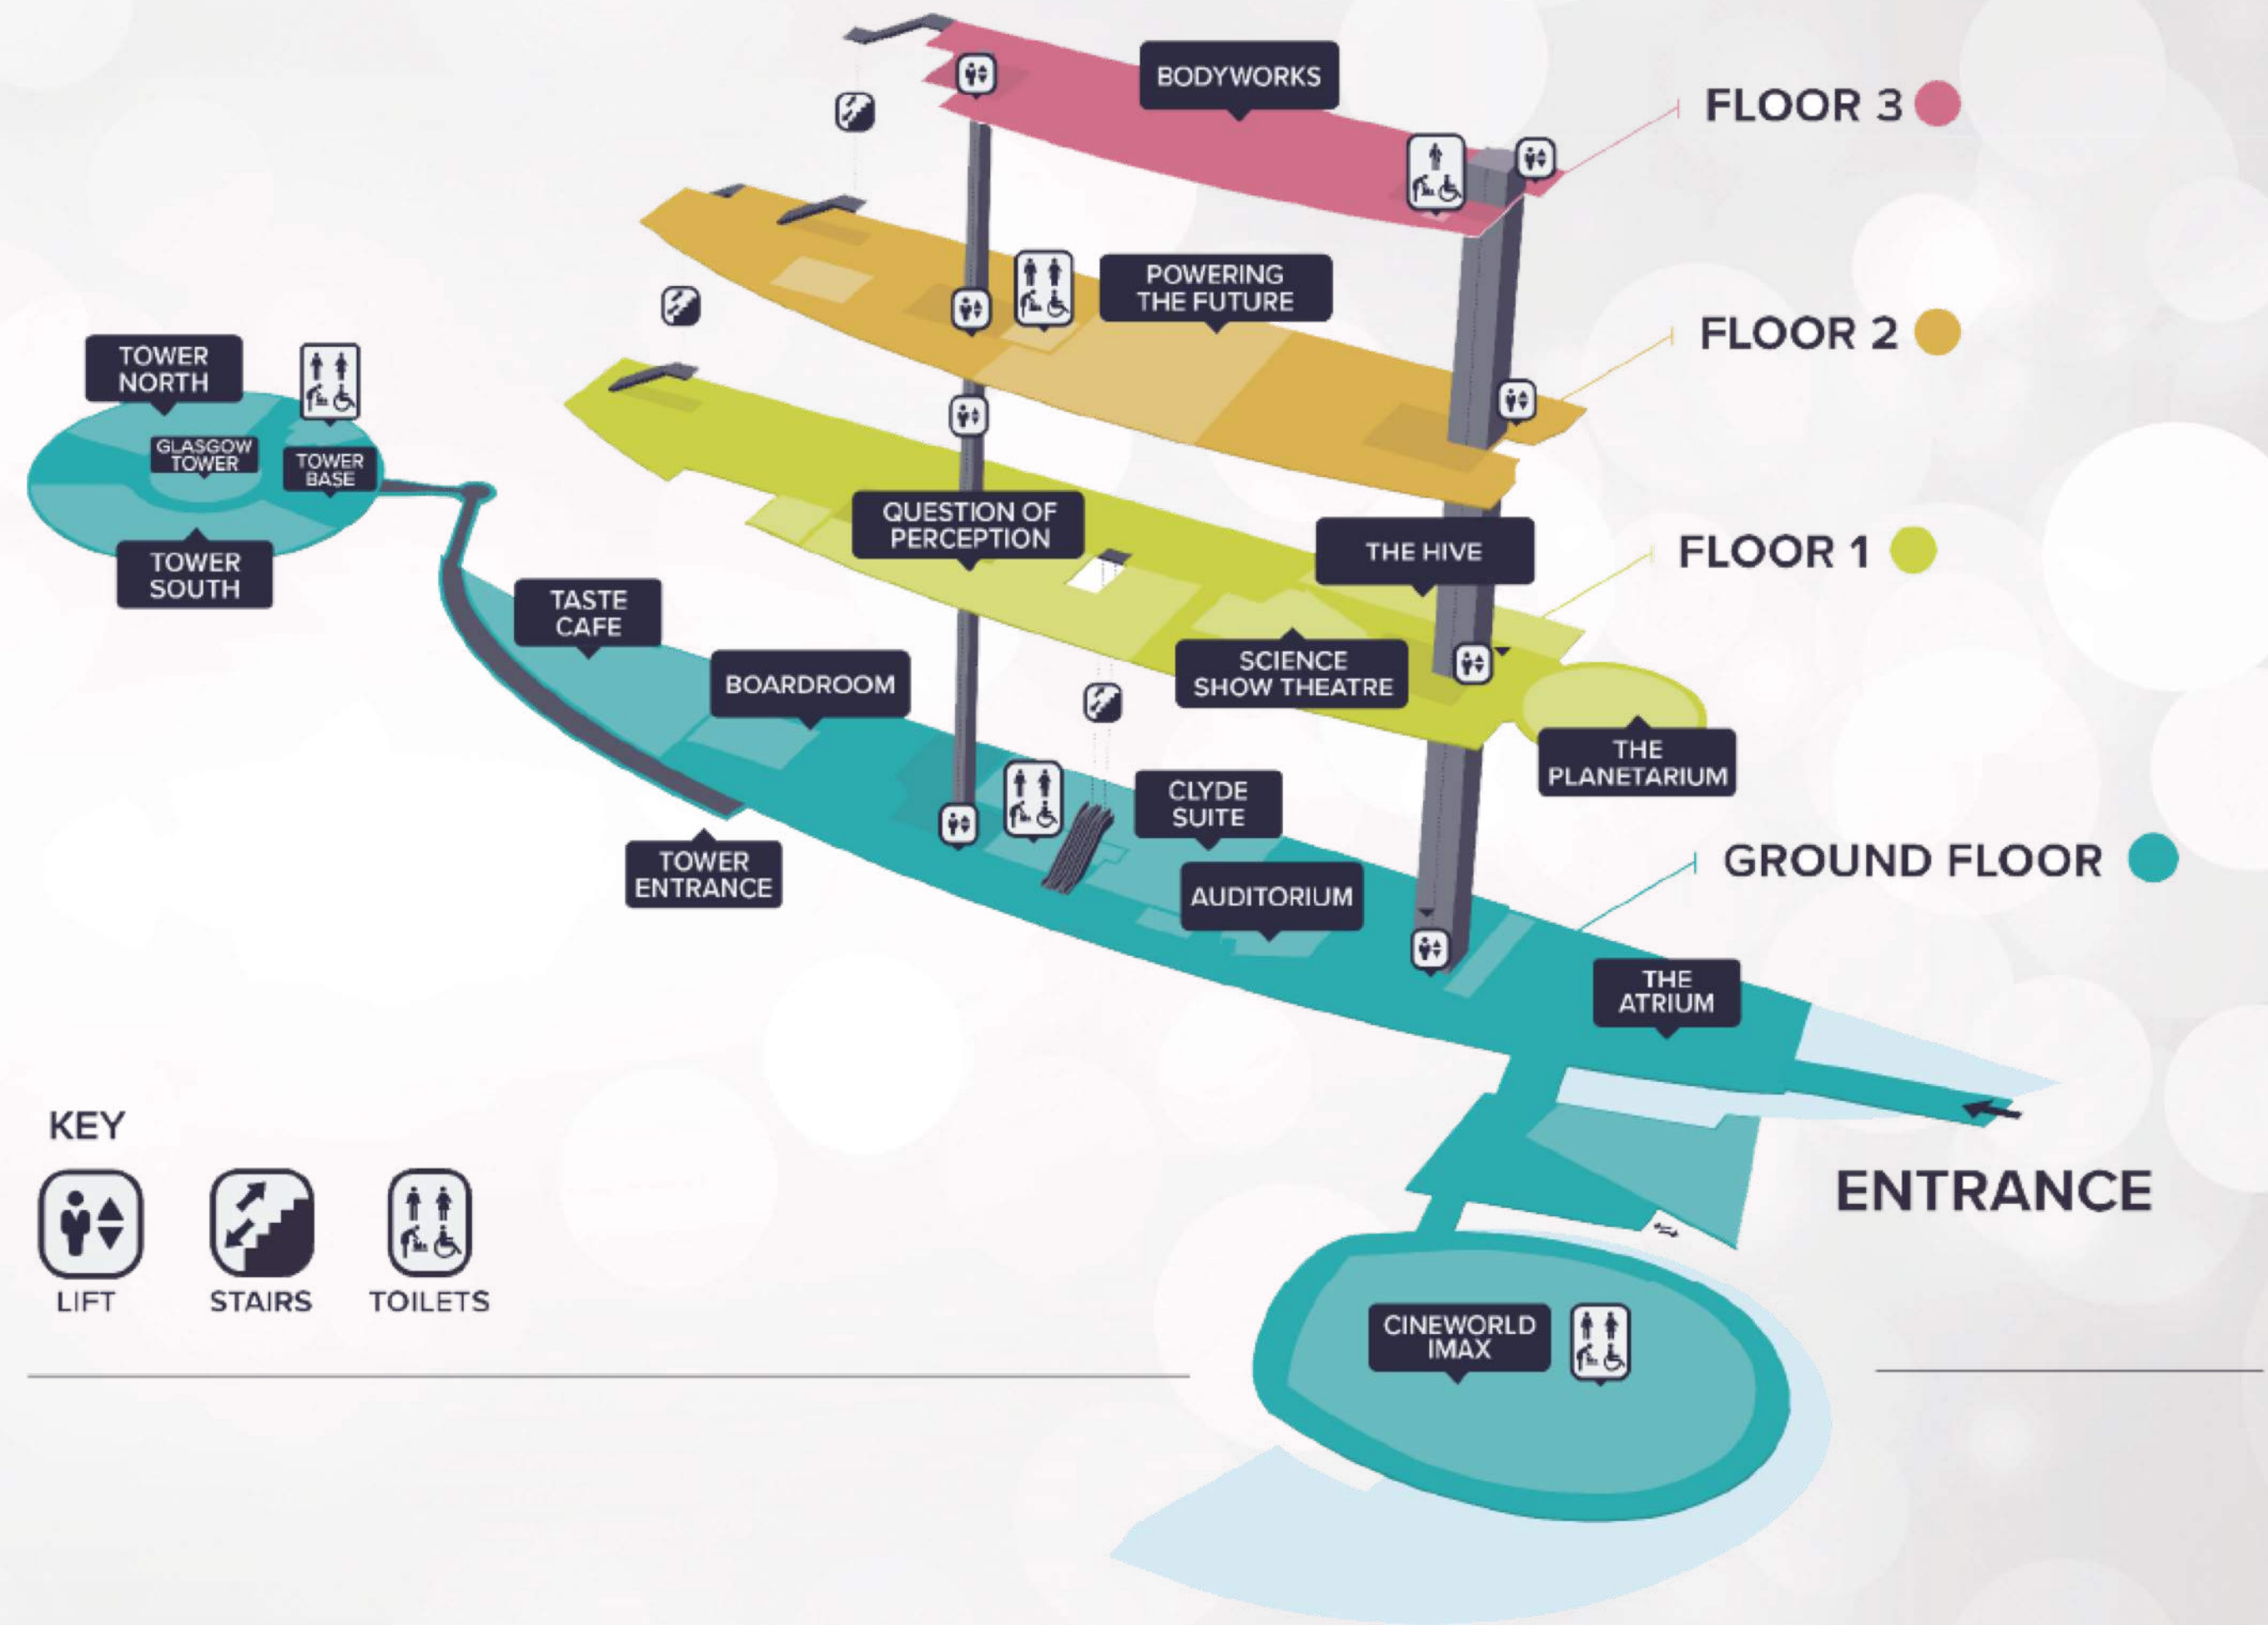 BODYWORKS
FLOOR 3
POWERING
THE FUTURE
FLOOR 2
TOWER
NORTH
GLASGOW
TOWER
TOWER
BASE
TOWER
SOUTH
QUESTION OF
PERCEPTION
THE HIVE
FLOOR 1
TASTE
CAFE
SCIENCE
SHOW THEATRE
BOARDROOM
THE
PLANETARIUM
CLYDE
SUITE
TOWER
ENTRANCE
AUDITORIUM
GROUND FLOOR
THE
ATRIUM
ENTRANCE
CINEWORLD
IMAX
KEY
LIFT
STAIRS
TOILETS